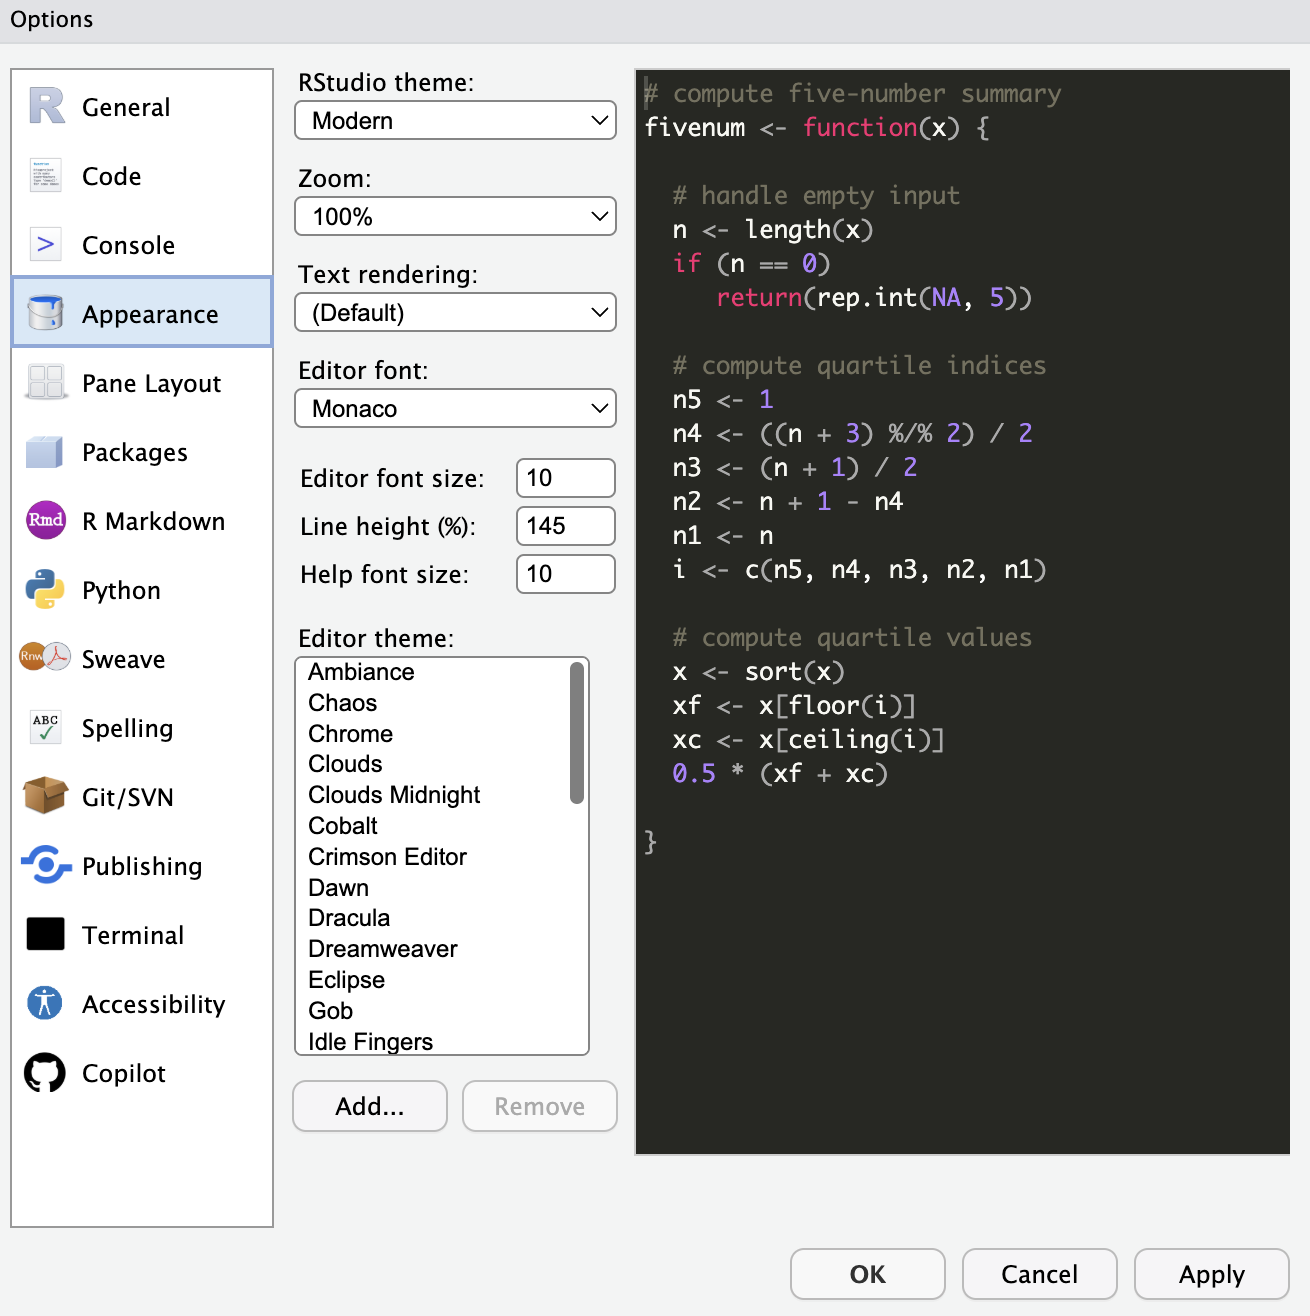 Options
General
Code
Console
Appearance
Pane Layout
Packages
Rmd R Markdown
Python
Rnw Sweave
ABC Spelling
Git/SVN
Publishing
Terminal
Accessibility
Copilot
RStudio theme:
Modern
Zoom:
100%
Text rendering:
(Default)
Editor font:
Monaco
Editor font size: 10
Line height (%): 145
Help font size: 10
Editor theme:
Ambiance
Chaos
Chrome
Clouds
Clouds Midnight
Cobalt
Crimson Editor
Dawn
Dracula
Dreamweaver
Eclipse
Gob
Idle Fingers
Add... Remove
# compute five-number summary
fivenum <- function(x) {
# handle empty input
n <- length(x)
if (n == 0)
return(rep.int(NA, 5))
# compute quartile indices
n5 <- 1
n4 <- ((n + 3) %/% 2) / 2
n3 <- (n + 1) / 2
n2 <- n + 1 - n4
n1 <- n
i <- c(n5, n4, n3, n2, n1)
# compute quartile values
x <- sort(x)
xf <- x[floor(i)]
xc <- x[ceiling(i)]
0.5 * (xf + xc)
}
OK Cancel Apply